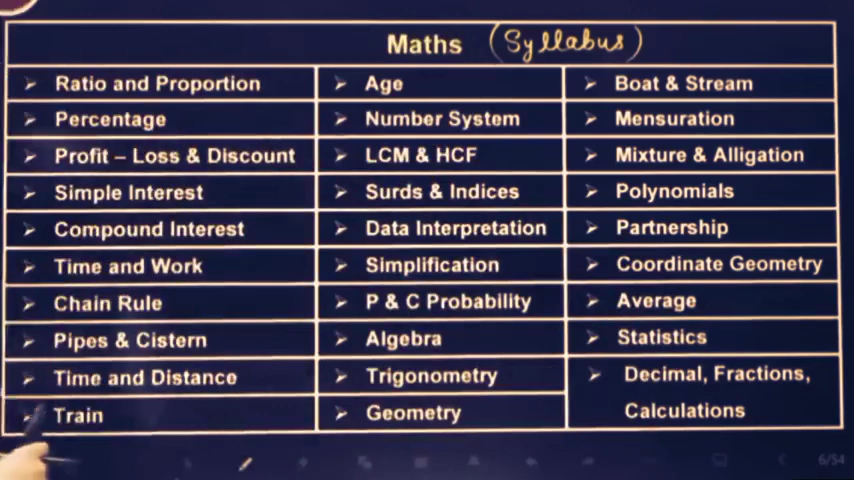 Maths (Syllabus)
Ratio and Proportion
Age
Boat & Stream
Percentage
Number System
Mensuration
Profit – Loss & Discount
LCM & HCF
Mixture & Alligation
Simple Interest
Surds & Indices
Polynomials
Compound Interest
Data Interpretation
Partnership
Time and Work
Simplification
Coordinate Geometry
Chain Rule
P & C Probability
Average
Pipes & Cistern
Algebra
Statistics
Time and Distance
Trigonometry
Decimal, Fractions,
Calculations
Train
Geometry
6/54